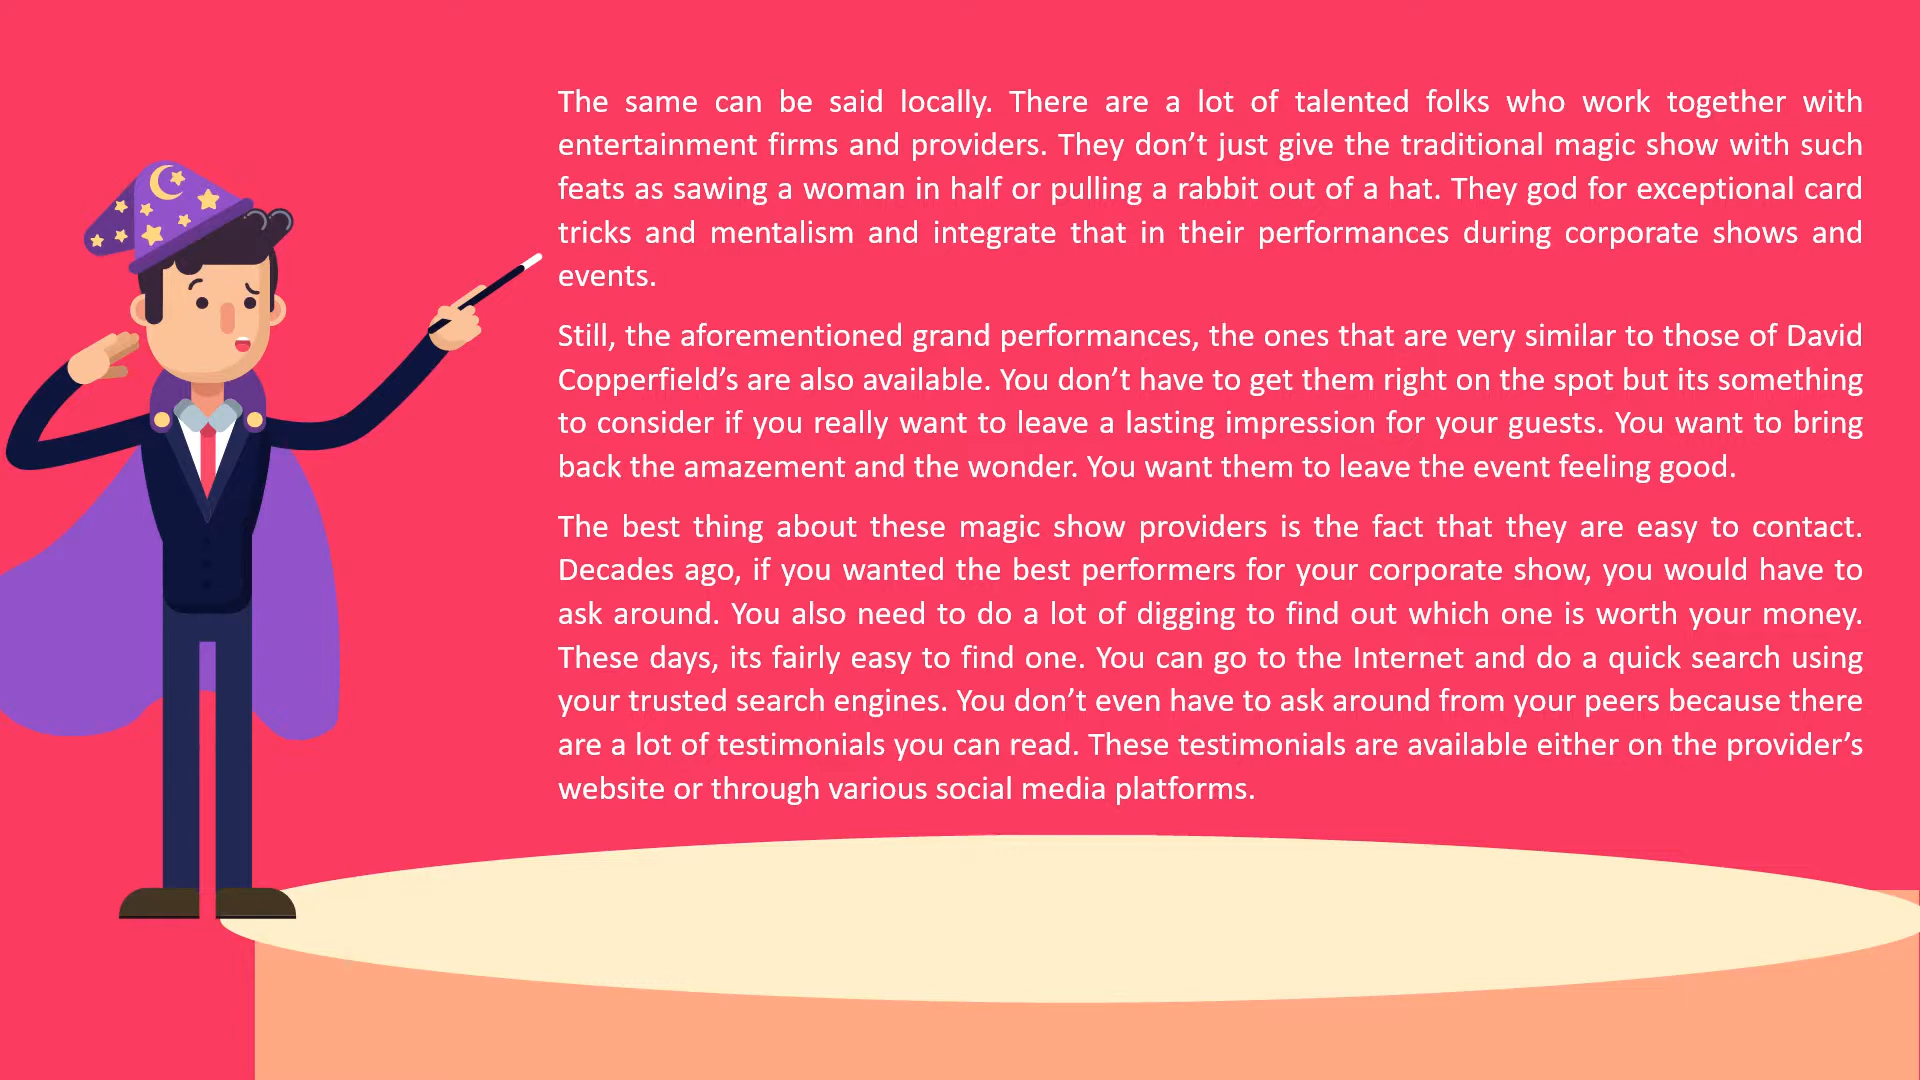 The same can be said locally. There are a lot of talented folks who work together with
entertainment firms and providers. They don’t just give the traditional magic show with such
feats as sawing a woman in half or pulling a rabbit out of a hat. They god for exceptional card
tricks and mentalism and integrate that in their performances during corporate shows and
events.
Still, the aforementioned grand performances, the ones that are very similar to those of David
Copperfield’s are also available. You don’t have to get them right on the spot but its something
to consider if you really want to leave a lasting impression for your guests. You want to bring
back the amazement and the wonder. You want them to leave the event feeling good.
The best thing about these magic show providers is the fact that they are easy to contact.
Decades ago, if you wanted the best performers for your corporate show, you would have to
ask around. You also need to do a lot of digging to find out which one is worth your money.
These days, its fairly easy to find one. You can go to the Internet and do a quick search using
your trusted search engines. You don’t even have to ask around from your peers because there
are a lot of testimonials you can read. These testimonials are available either on the provider’s
website or through various social media platforms.